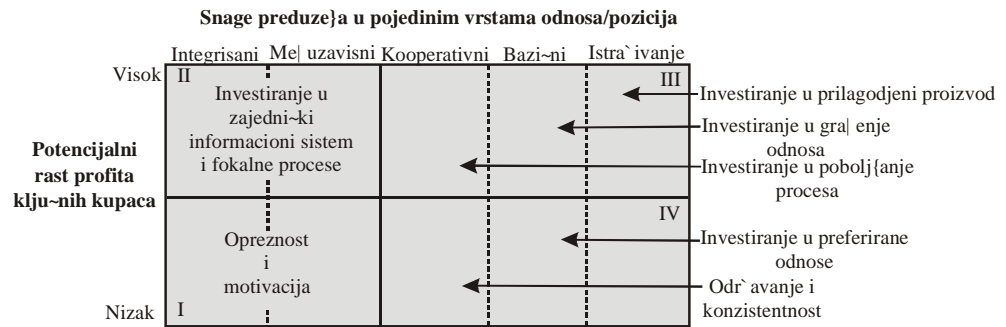 Snage preduze}a u pojedinim vrstama odnosa/pozicija
Integrisani Me| uzavisni Kooperativni Bazi~ni Istra` ivanje
Visok
II
III
Investiranje u
zajedni~ki
informacioni sistem
i fokalne procese
Investiranje u prilagodjeni proizvod
Investiranje u gra| enje
odnosa
Investiranje u pobolj{anje
procesa
Potencijalni
rast profita
klju~nih kupaca
IV
Opreznost
i
motivacija
Investiranje u preferirane
odnose
Odr` avanje i
konzistentnost
Nizak
I